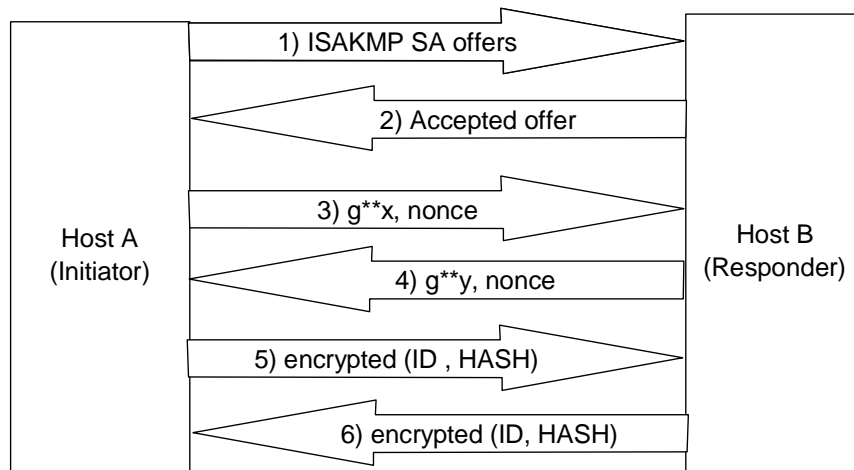 1) ISAKMP SA offers
2) Accepted offer
3) g**x, nonce
Host A
(Initiator)
Host B
(Responder)
4) g**y, nonce
5) encrypted (ID , HASH)
6) encrypted (ID, HASH)